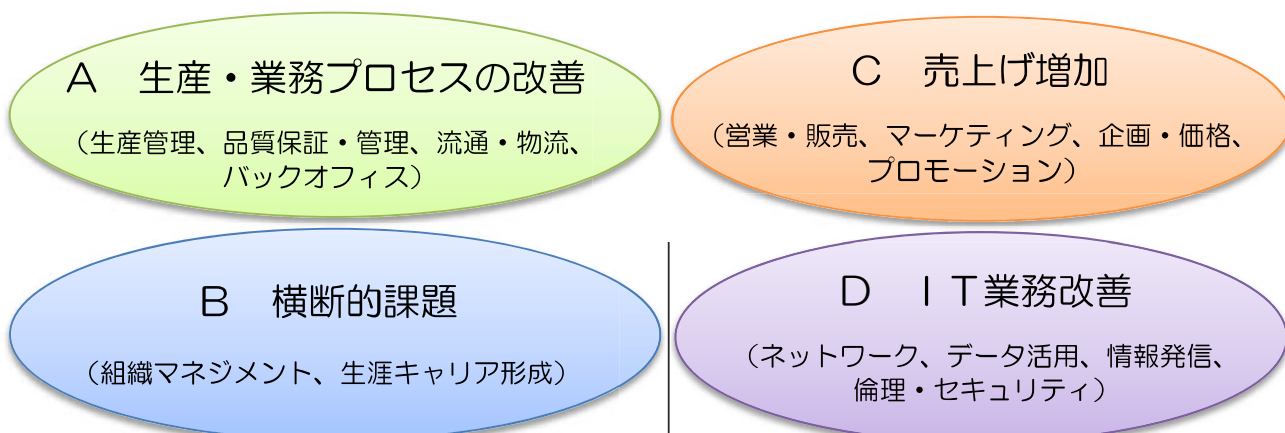 A 生産・業務プロセスの改善
(生産管理、品質保証・管理、流通・物流、
バックオフィス)
C 売上げ増加
(営業・販売、マーケティング、企画・価格、
プロモーション)
B 横断的課題
(組織マネジメント、生涯キャリア形成)
D IT業務改善
(ネットワーク、データ活用、情報発信、
倫理・セキュリティ)